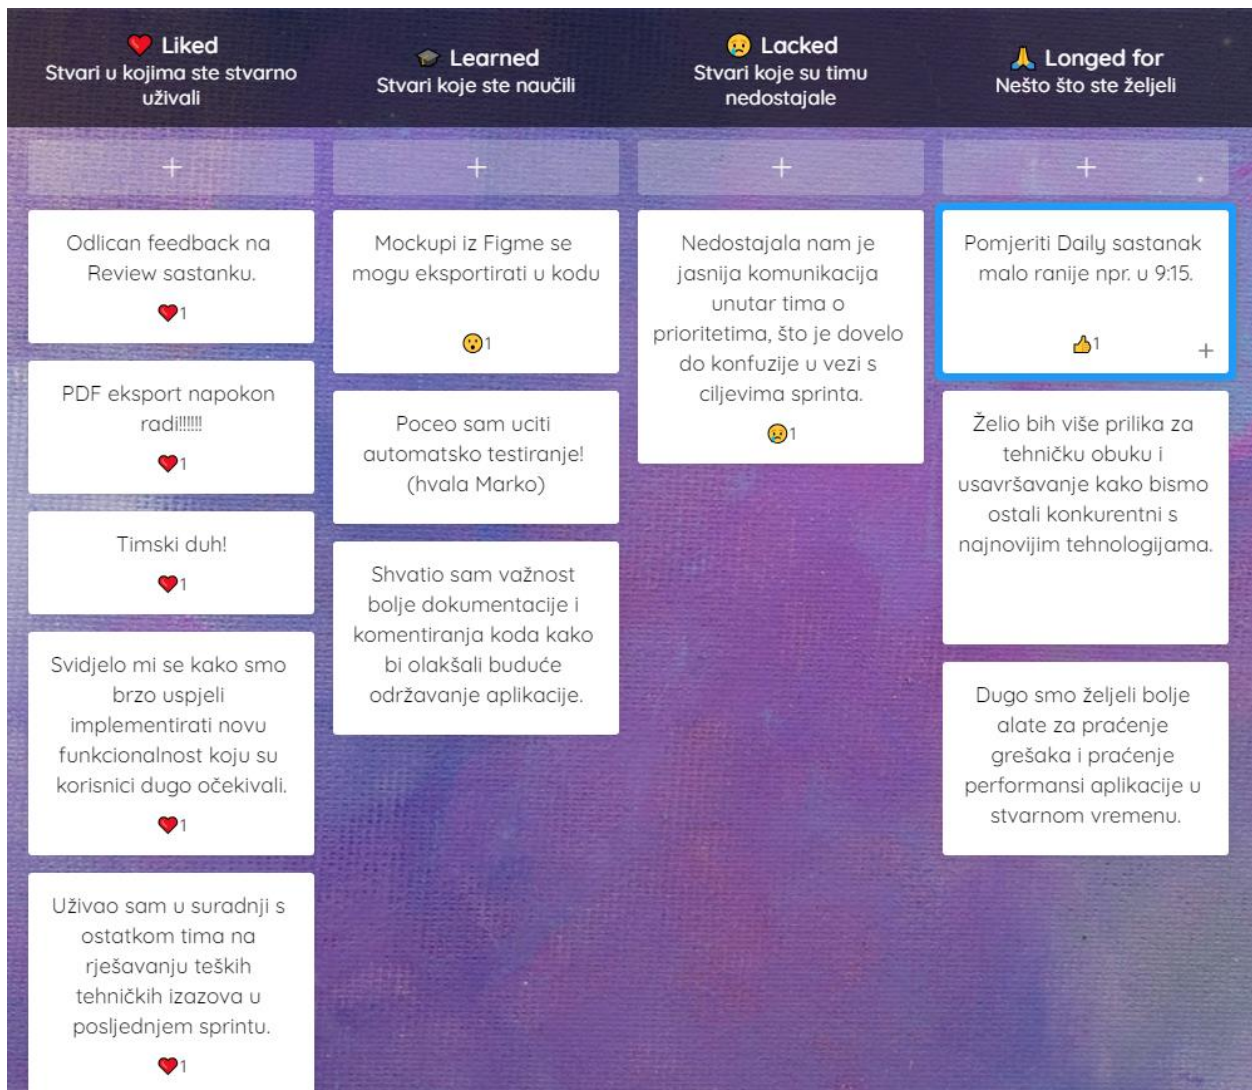 ❤️ Liked
Stvari u kojima ste stvarno
uživali
+
Odlican feedback na
Review sastanku.
❤️1
PDF eksport napokon
radi!!!!!!
❤️1
Timski duh!
❤️1
Svidjelo mi se kako smo
brzo uspjeli
implementirati novu
funkcionalnost koju su
korisnici dugo očekivali.
❤️1
Uživao sam u suradnji s
ostatkom tima na
rješavanju teških
tehničkih izazova u
posljednjem sprintu.
❤️1
🎓 Learned
Stvari koje ste naučili
+
Mockupi iz Figme se
mogu eksportirati u kodu
😮1
Poceo sam uciti
automatsko testiranje!
(hvala Marko)
Shvatio sam važnost
bolje dokumentacije i
komentiranja koda kako
bi olakšali buduće
održavanje aplikacije.
😢 Lacked
Stvari koje su timu
nedostajale
+
Nedostajala nam je
jasnija komunikacija
unutar tima o
prioritetima, što je dovelo
do konfuzije u vezi s
ciljevima sprinta.
😢1
🙏 Longed for
Nešto što ste željeli
+
Pomjeriti Daily sastanak
malo ranije npr. u 9:15.
👍1
+
Želio bih više prilika za
tehničku obuku i
usavršavanje kako bismo
ostali konkurentni s
najnovijim tehnologijama.
Dugo smo željeli bolje
alate za praćenje
grešaka i praćenje
performansi aplikacije u
stvarnom vremenu.